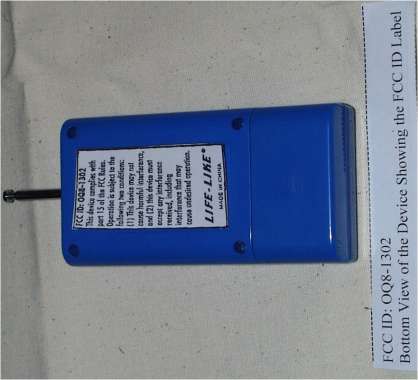 FCC ID: OQ8-1302
This device complies with
part 15 of the FCC Rules.
Operation is subject to the
following two conditions:
(1) This device may not
cause harmful interference,
and (2) this device must
accept any interference
received, including
interference that may
cause undesired operation.
LIFE-LIKE®
MADE IN CHINA
FCC ID: OQ8-1302
Bottom View of the Device Showing the FCC ID Label